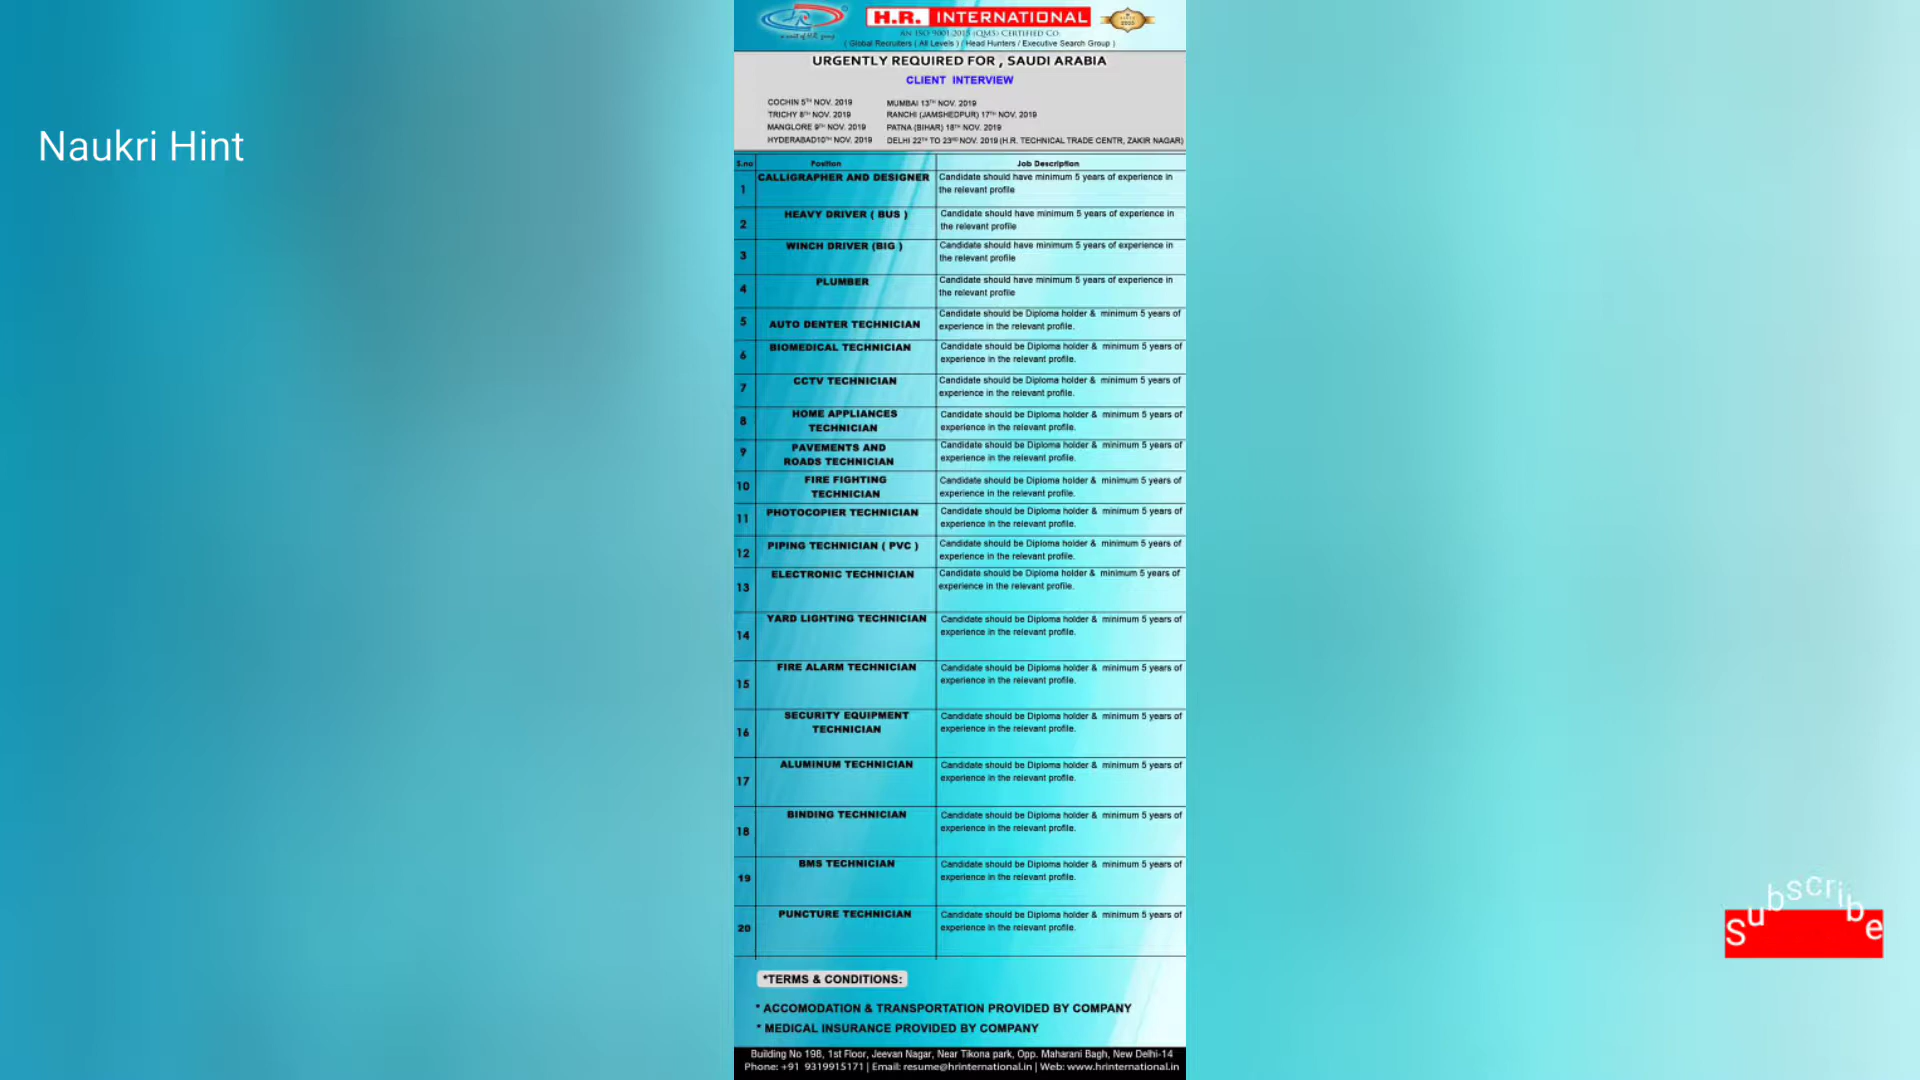 Naukri Hint
H.R. INTERNATIONAL
AN ISO 9001:2015 (QMS) CERTIFIED CO.
( Global Recruiters ( All Levels ) / Head Hunters / Executive Search Group )
URGENTLY REQUIRED FOR , SAUDI ARABIA
CLIENT INTERVIEW
COCHIN 5TH NOV. 2019 MUMBAI 13TH NOV. 2019
TRICHY 8TH NOV. 2019 RANCHI (JAMSHEDPUR) 17TH NOV. 2019
MANGLORE 9TH NOV. 2019 PATNA (BIHAR) 18TH NOV. 2019
HYDERABAD10TH NOV. 2019 DELHI 22TH TO 23RD NOV. 2019 (H.R. TECHNICAL TRADE CENTR, ZAKIR NAGAR)
S.no Position Job Description
1 CALLIGRAPHER AND DESIGNER Candidate should have minimum 5 years of experience in
the relevant profile
2 HEAVY DRIVER ( BUS ) Candidate should have minimum 5 years of experience in
the relevant profile
3 WINCH DRIVER (BIG ) Candidate should have minimum 5 years of experience in
the relevant profile
4 PLUMBER Candidate should have minimum 5 years of experience in
the relevant profile
5 AUTO DENTER TECHNICIAN Candidate should be Diploma holder & minimum 5 years of
experience in the relevant profile.
6 BIOMEDICAL TECHNICIAN Candidate should be Diploma holder & minimum 5 years of
experience in the relevant profile.
7 CCTV TECHNICIAN Candidate should be Diploma holder & minimum 5 years of
experience in the relevant profile.
8 HOME APPLIANCES Candidate should be Diploma holder & minimum 5 years of
TECHNICIAN experience in the relevant profile.
9 PAVEMENTS AND Candidate should be Diploma holder & minimum 5 years of
ROADS TECHNICIAN experience in the relevant profile.
10 FIRE FIGHTING Candidate should be Diploma holder & minimum 5 years of
TECHNICIAN experience in the relevant profile.
11 PHOTOCOPIER TECHNICIAN Candidate should be Diploma holder & minimum 5 years of
experience in the relevant profile.
12 PIPING TECHNICIAN ( PVC ) Candidate should be Diploma holder & minimum 5 years of
experience in the relevant profile.
13 ELECTRONIC TECHNICIAN Candidate should be Diploma holder & minimum 5 years of
experience in the relevant profile.
14 YARD LIGHTING TECHNICIAN Candidate should be Diploma holder & minimum 5 years of
experience in the relevant profile.
15 FIRE ALARM TECHNICIAN Candidate should be Diploma holder & minimum 5 years of
experience in the relevant profile.
16 SECURITY EQUIPMENT Candidate should be Diploma holder & minimum 5 years of
TECHNICIAN experience in the relevant profile.
17 ALUMINUM TECHNICIAN Candidate should be Diploma holder & minimum 5 years of
experience in the relevant profile.
18 BINDING TECHNICIAN Candidate should be Diploma holder & minimum 5 years of
experience in the relevant profile.
19 BMS TECHNICIAN Candidate should be Diploma holder & minimum 5 years of
experience in the relevant profile.
20 PUNCTURE TECHNICIAN Candidate should be Diploma holder & minimum 5 years of
experience in the relevant profile.
*TERMS & CONDITIONS:
* ACCOMODATION & TRANSPORTATION PROVIDED BY COMPANY
* MEDICAL INSURANCE PROVIDED BY COMPANY
Building No 198, 1st Floor, Jeevan Nagar, Near Tikona park, Opp. Maharani Bagh, New Delhi-14
Phone: +91 9319915171 | Email: resume@hrinternational.in | Web: www.hrinternational.in
Subscribe